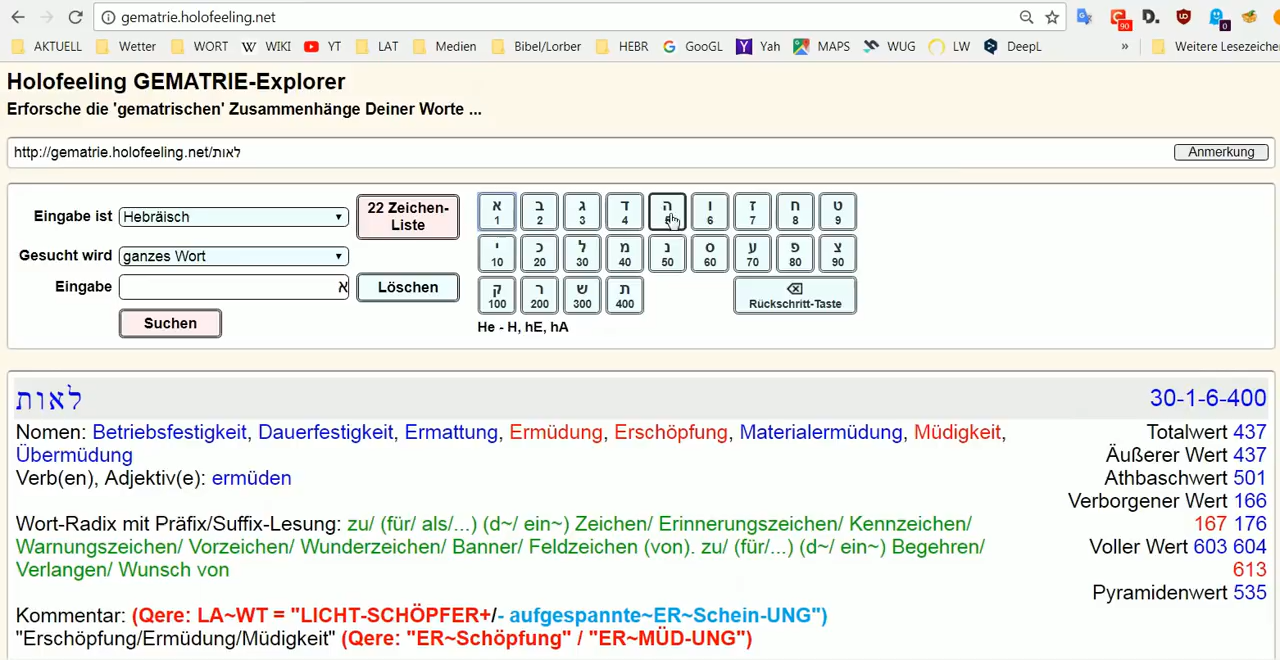 gematrie.holofeeling.net
AKTUELL Wetter WORT WIKI YT LAT Medien Bibel/Lorber HEBR GooGL Yah MAPS WUG LW DeepL » Weitere Lesezeichen
Holofeeling GEMATRIE-Explorer
Erforsche die 'gematrischen' Zusammenhänge Deiner Worte ...
http://gematrie.holofeeling.net/לאות Anmerkung
Eingabe ist Hebräisch
22 Zeichen-Liste
Gesucht wird ganzes Wort
Eingabe א Löschen
Suchen
א ב ג ד ה ו ז ח ט
1 2 3 4 5 6 7 8 9
י כ ל מ נ ס ע פ צ
10 20 30 40 50 60 70 80 90
ק ר ש ת
100 200 300 400 Rückschritt-Taste
He - H, hE, hA
לאות 30-1-6-400
Nomen: Betriebsfestigkeit, Dauerfestigkeit, Ermattung, Ermüdung, Erschöpfung, Materialermüdung, Müdigkeit,
Übermüdung
Verb(en), Adjektiv(e): ermüden
Wort-Radix mit Präfix/Suffix-Lesung: zu/ (für/ als/...) (d~/ ein~) Zeichen/ Erinnerungszeichen/ Kennzeichen/
Warnungszeichen/ Vorzeichen/ Wunderzeichen/ Banner/ Feldzeichen (von). zu/ (für/...) (d~/ ein~) Begehren/
Verlangen/ Wunsch von
Kommentar: (Qere: LA~WT = "LICHT-SCHÖPFER+/- aufgespannte~ER~Schein-UNG")
"Erschöpfung/Ermüdung/Müdigkeit" (Qere: "ER~Schöpfung" / "ER~MÜD-UNG")
Totalwert 437
Äußerer Wert 437
Athbaschwert 501
Verborgener Wert 166
167 176
Voller Wert 603 604
613
Pyramidenwert 535